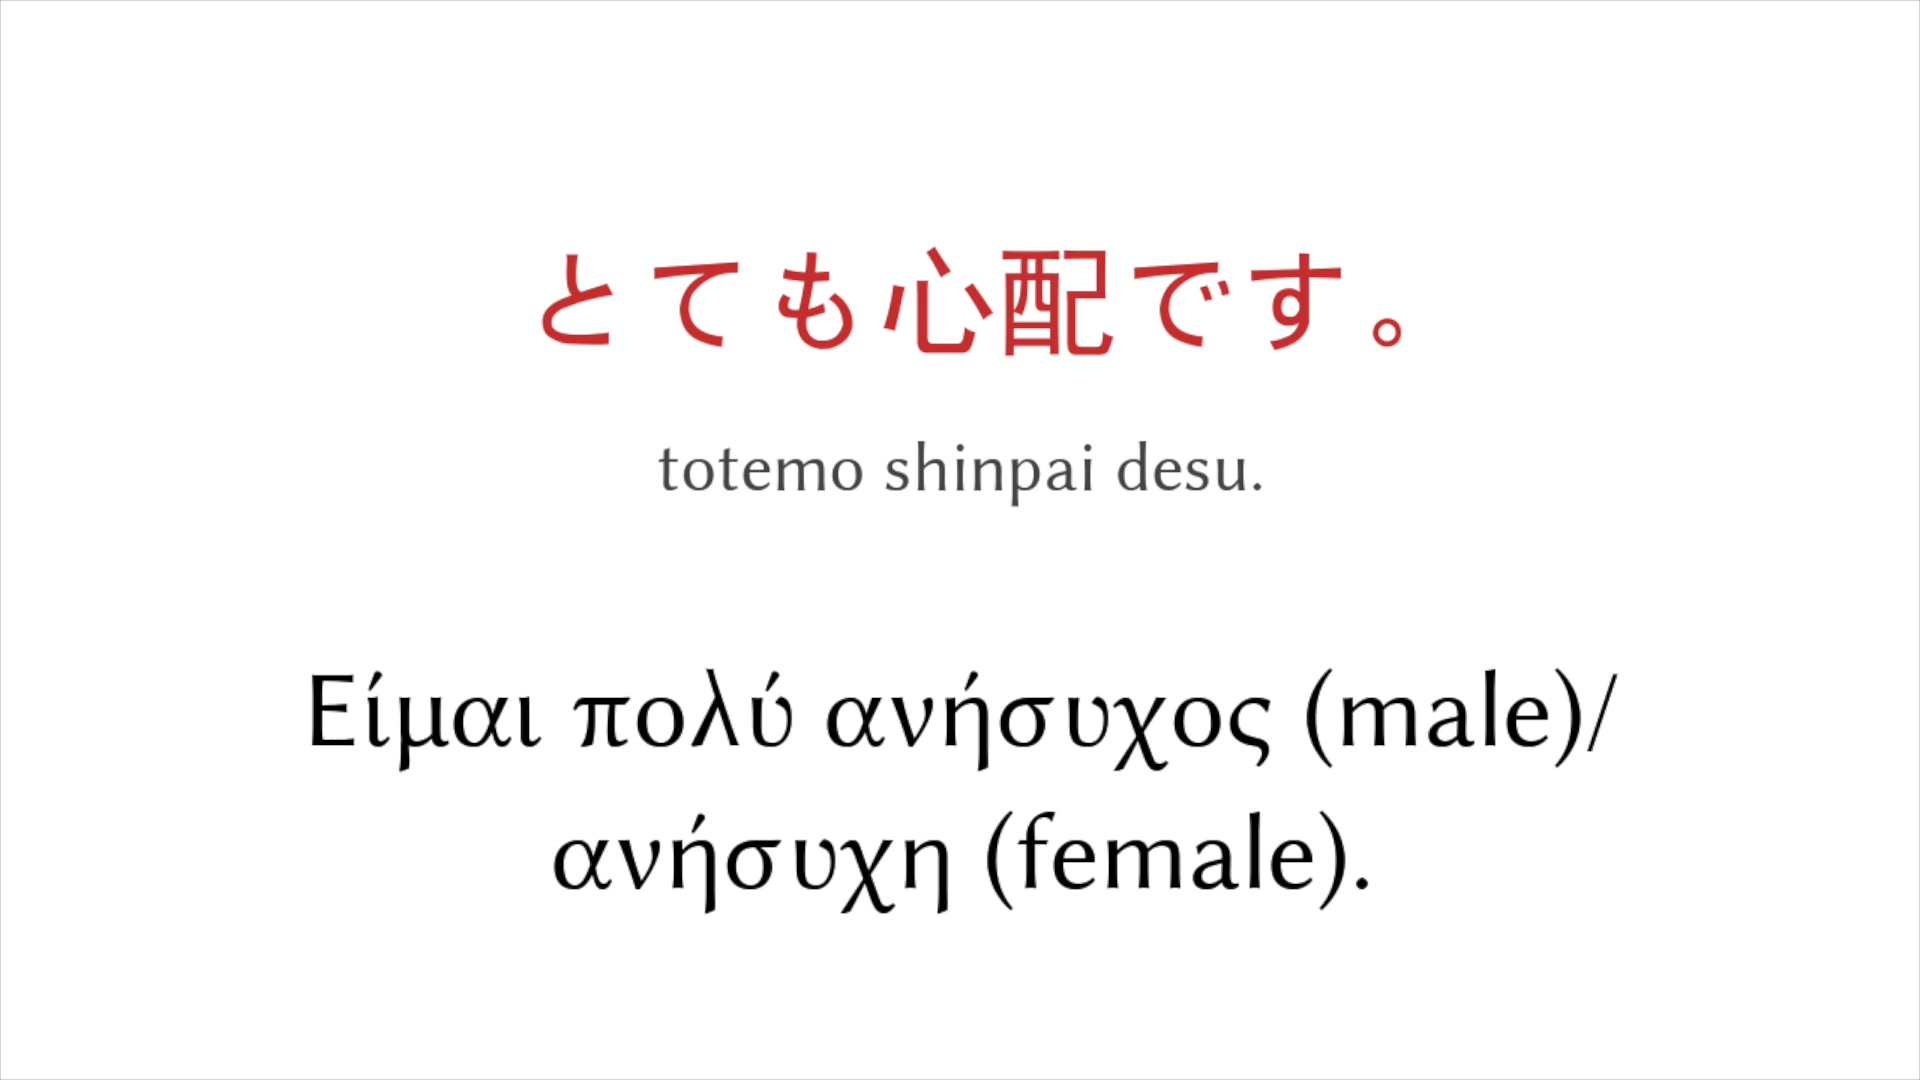 とても心配です。
totemo shinpai desu.
Είμαι πολύ ανήσυχος (male)/
ανήσυχη (female).